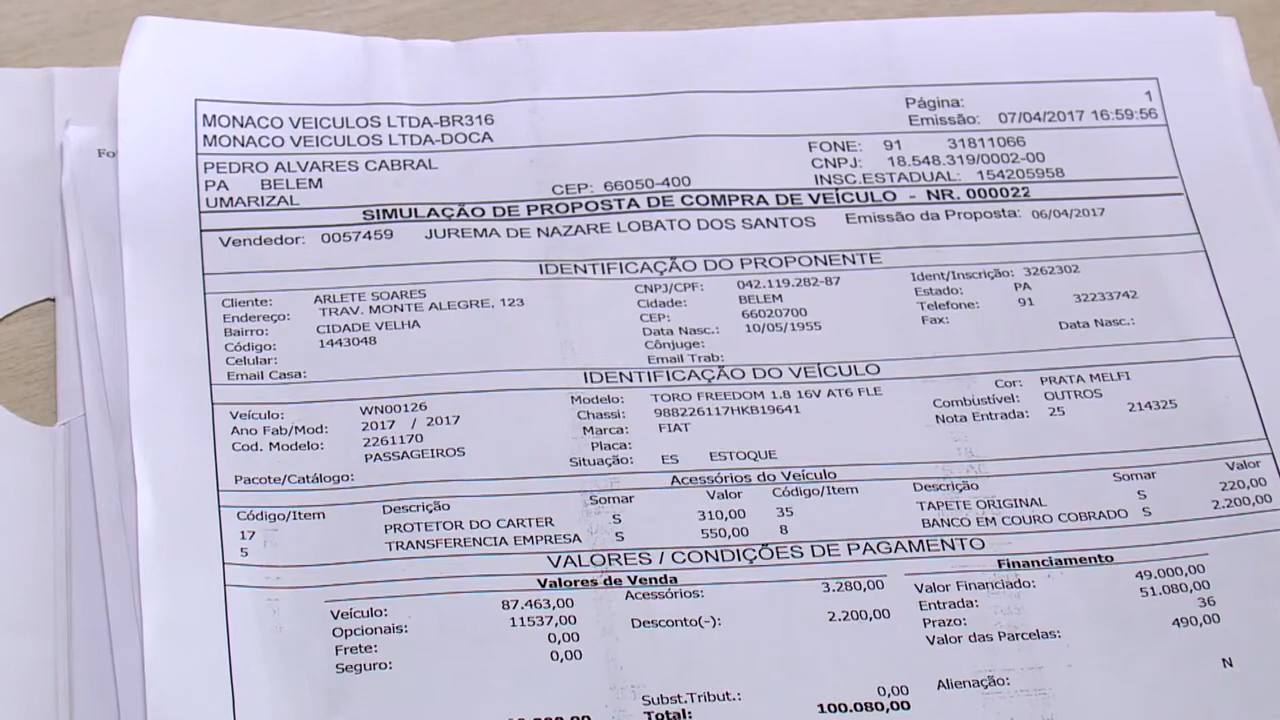 Fo
MONACO VEICULOS LTDA-BR316
MONACO VEICULOS LTDA-DOCA
Página: 1
Emissão: 07/04/2017 16:59:56
PEDRO ALVARES CABRAL
PA BELEM
UMARIZAL
CEP: 66050-400
FONE: 91 31811066
CNPJ: 18.548.319/0002-00
INSC.ESTADUAL: 154205958
SIMULAÇÃO DE PROPOSTA DE COMPRA DE VEÍCULO - NR. 000022
Vendedor: 0057459 JUREMA DE NAZARE LOBATO DOS SANTOS Emissão da Proposta: 06/04/2017
IDENTIFICAÇÃO DO PROPONENTE
Cliente: ARLETE SOARES CNPJ/CPF: 042.119.282-87 Ident/Inscrição: 3262302
Endereço: TRAV. MONTE ALEGRE, 123 Cidade: BELEM Estado: PA
Bairro: CIDADE VELHA CEP: 66020700 Telefone: 91 32233742
Código: 1443048 Data Nasc.: 10/05/1955 Fax: Data Nasc.:
Celular: Cônjuge:
Email Casa: Email Trab:
IDENTIFICAÇÃO DO VEÍCULO
Veículo: WN00126 Modelo: TORO FREEDOM 1.8 16V AT6 FLE Cor: PRATA MELFI
Ano Fab/Mod: 2017 / 2017 Chassi: 988226117HKB19641 Combustível: OUTROS
Cod. Modelo: 2261170 Marca: FIAT Nota Entrada: 25 214325
PASSAGEIROS Placa:
Pacote/Catálogo: Situação: ES ESTOQUE
Acessórios do Veículo
Código/Item Descrição Somar Valor Código/Item Descrição Somar Valor
17 PROTETOR DO CARTER S 310,00 35 TAPETE ORIGINAL S 220,00
5 TRANSFERENCIA EMPRESA S 550,00 8 BANCO EM COURO COBRADO S 2.200,00
VALORES / CONDIÇÕES DE PAGAMENTO
Valores de Venda Financiamento
Veículo: 87.463,00 Acessórios: 3.280,00 Valor Financiado: 49.000,00
Opcionais: 11537,00 Desconto(-): 2.200,00 Entrada: 51.080,00
Frete: 0,00 Prazo: 36
Seguro: 0,00 Valor das Parcelas: 490,00
Subst.Tribut.: 0,00 Alienação: N
Total: 100.080,00